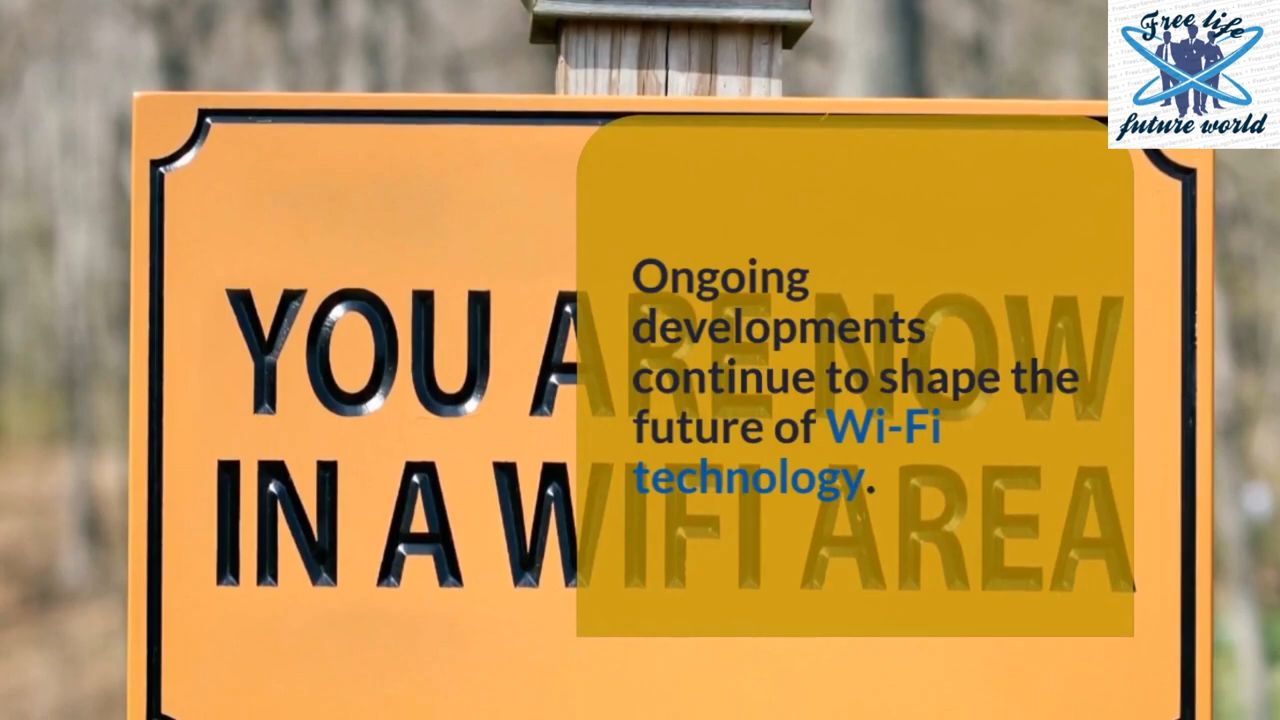 Free life
future world
YOU ARE NOW
IN A WIFI AREA
Ongoing
developments
continue to shape the
future of Wi-Fi
technology.